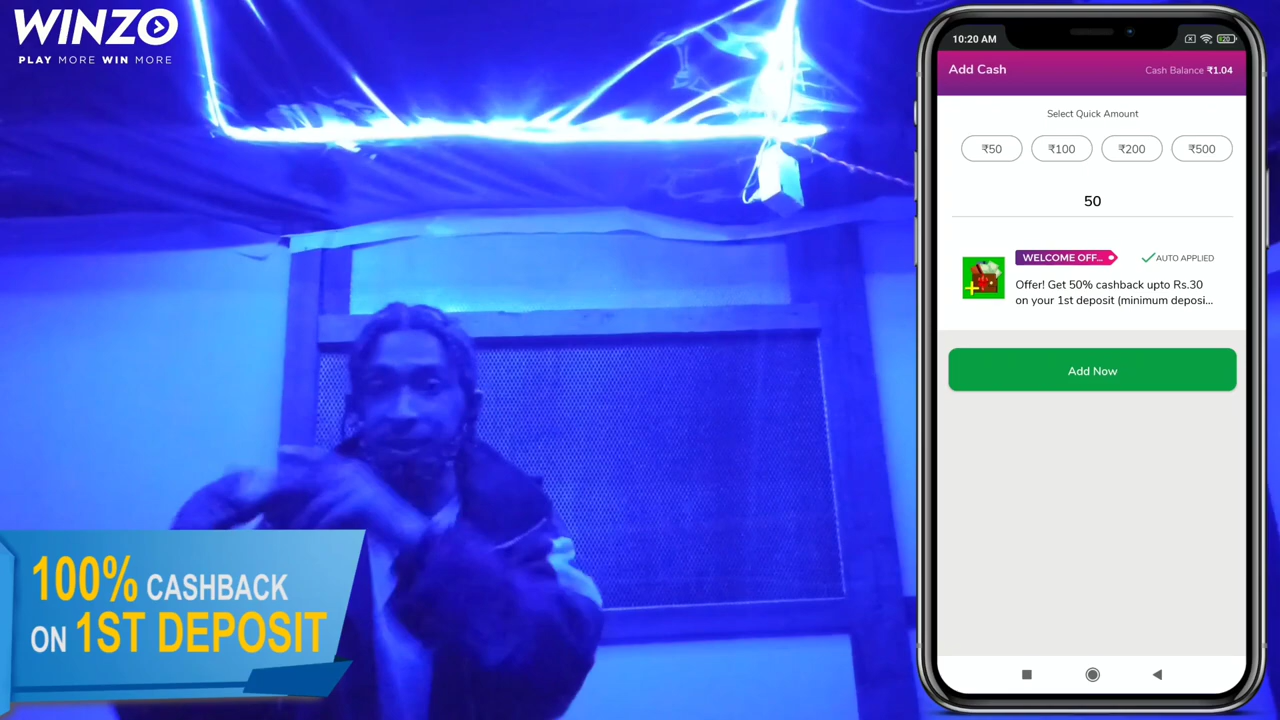 WINZO
PLAY MORE WIN MORE
100% CASHBACK
ON 1ST DEPOSIT
10:20 AM
20
Add Cash
Cash Balance ₹1.04
Select Quick Amount
₹50 ₹100 ₹200 ₹500
50
WELCOME OFF...
AUTO APPLIED
Offer! Get 50% cashback upto Rs.30
on your 1st deposit (minimum deposi...
Add Now